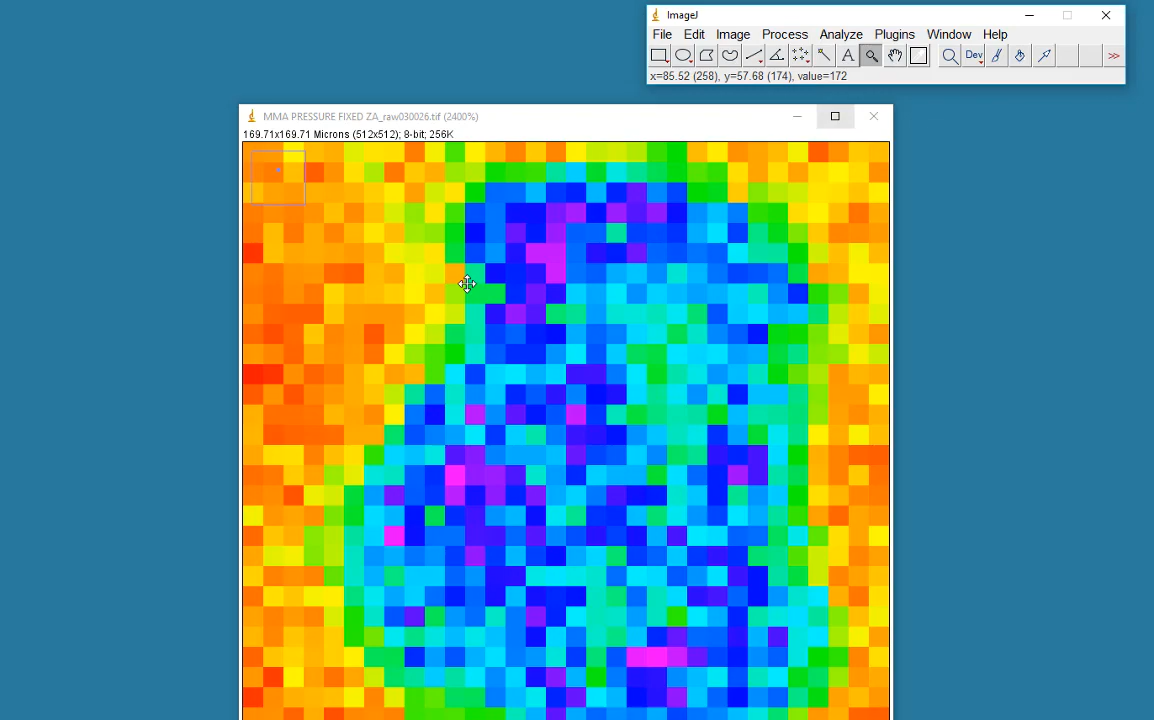 ImageJ
File Edit Image Process Analyze Plugins Window Help
A Dev >>
x=85.52 (258), y=57.68 (174), value=172
MMA PRESSURE FIXED ZA_raw030026.tif (2400%)
169.71x169.71 Microns (512x512); 8-bit; 256K